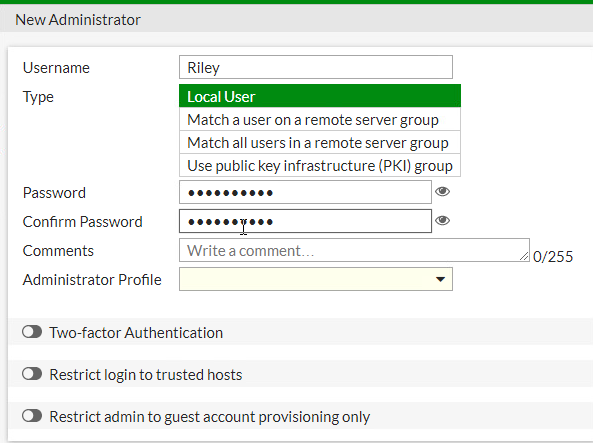 New Administrator
Username Riley
Type Local User
Match a user on a remote server group
Match all users in a remote server group
Use public key infrastructure (PKI) group
Password ●●●●●●●●●●
Confirm Password ●●●●●●●●●●
Comments Write a comment... 0/255
Administrator Profile
Two-factor Authentication
Restrict login to trusted hosts
Restrict admin to guest account provisioning only